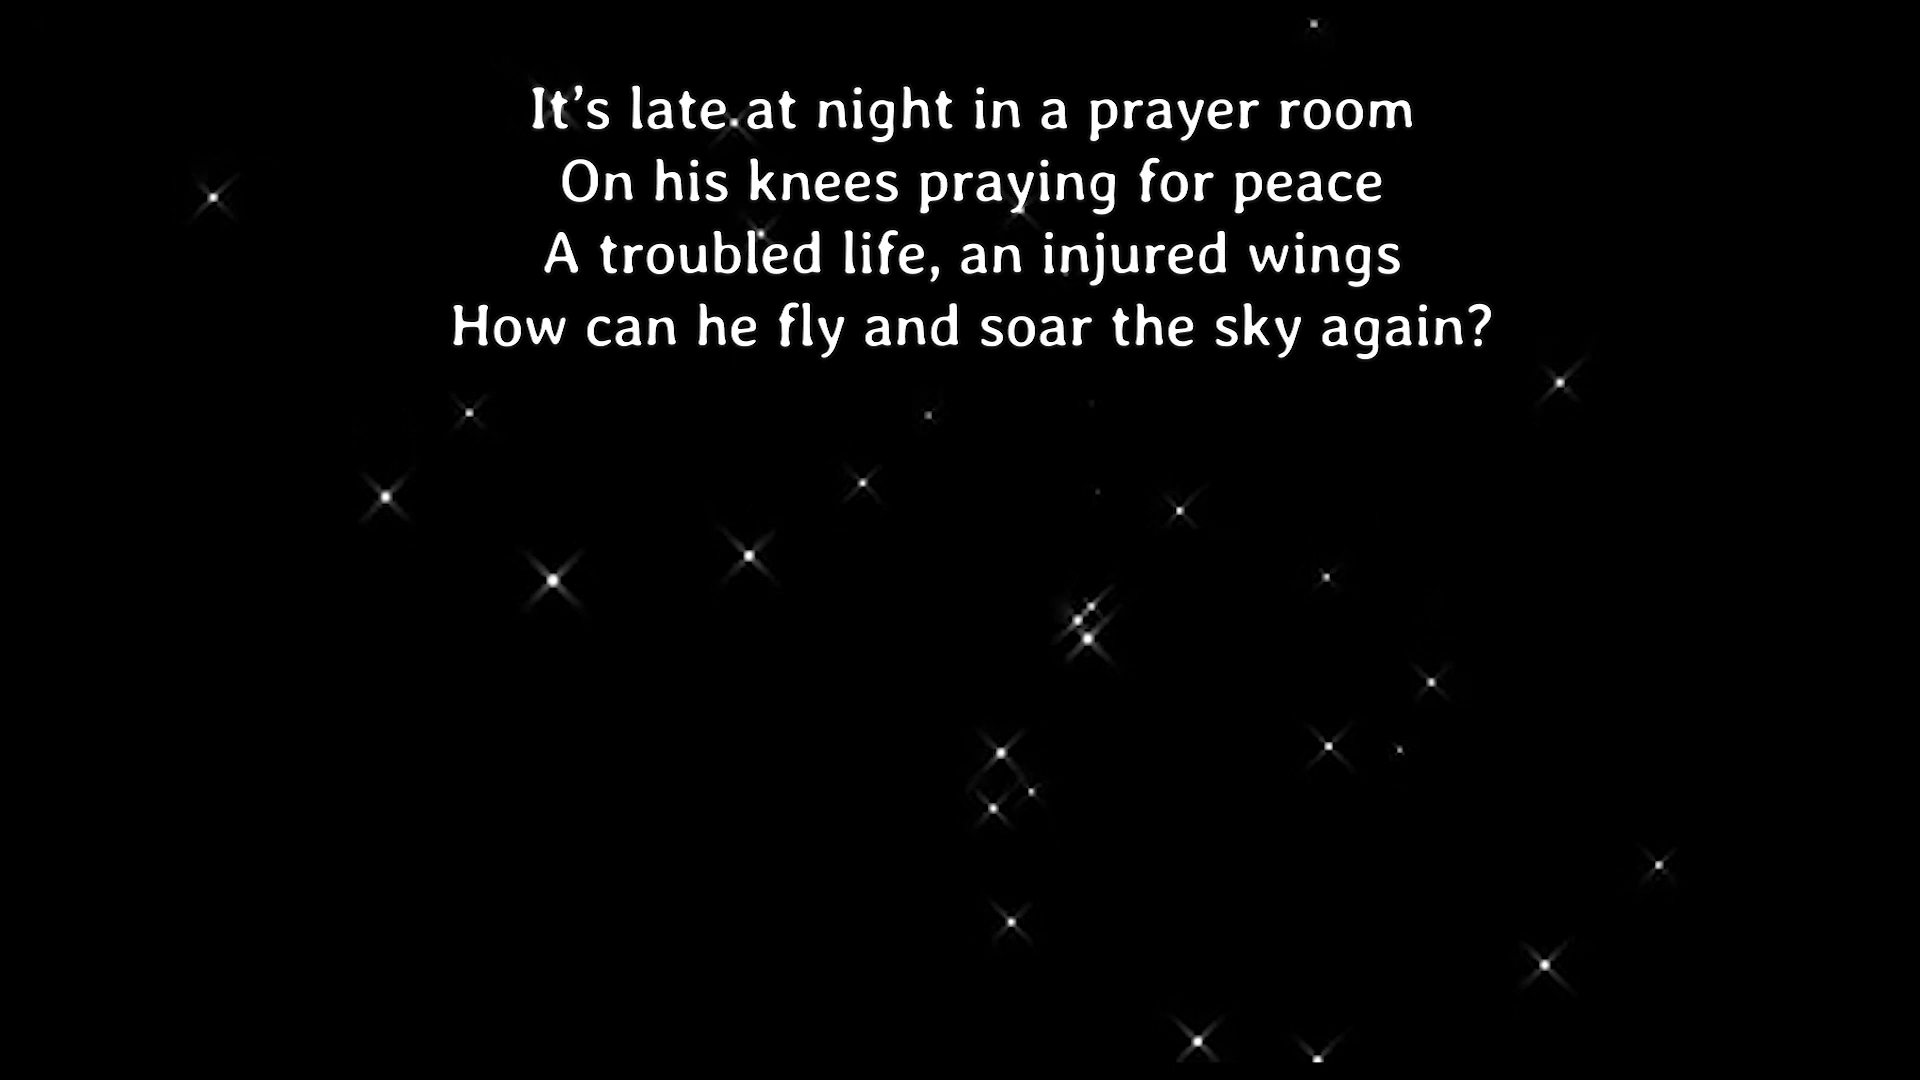 It’s late at night in a prayer room
On his knees praying for peace
A troubled life, an injured wings
How can he fly and soar the sky again?